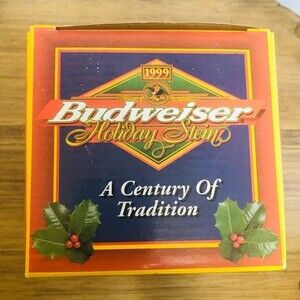 1999
Budweiser
Holiday Stein
A Century Of
Tradition